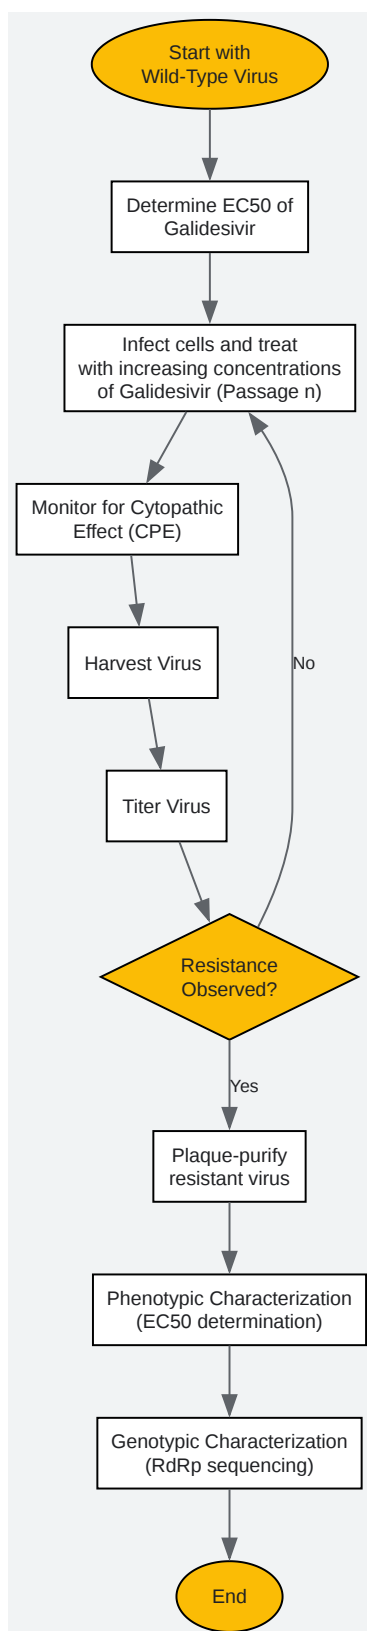 Start with
Wild-Type Virus
Determine EC50 of
Galidesivir
Infect cells and treat
with increasing concentrations
of Galidesivir (Passage n)
Monitor for Cytopathic
Effect (CPE)
Harvest Virus
No
Titer Virus
Resistance
Observed?
Yes
Plaque-purify
resistant virus
Phenotypic Characterization
(EC50 determination)
Genotypic Characterization
(RdRp sequencing)
End